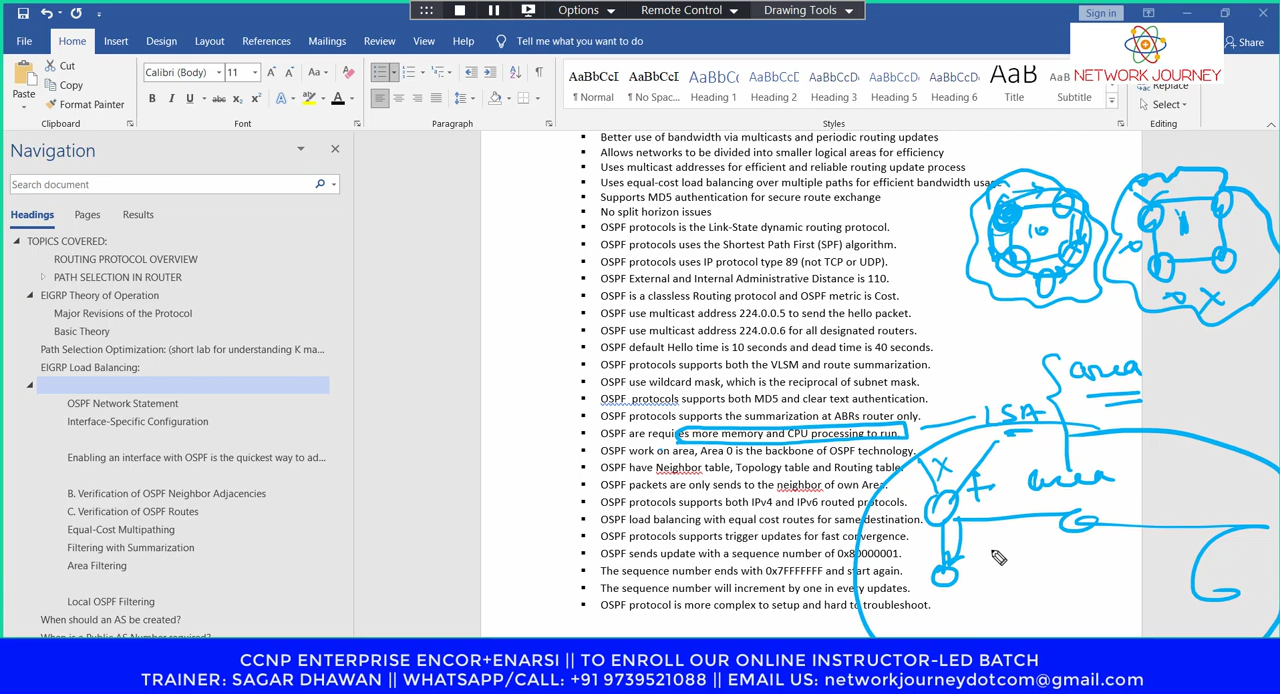 Options
Remote Control
Drawing Tools
Sign in
File Home Insert Design Layout References Mailings Review View Help Tell me what you want to do
Share
NETWORK JOURNEY
Paste
Cut
Copy
Format Painter
Calibri (Body) 11
Aa
B I U abc x₂ x²
AaBbCcDc AaBbCcDc AaBbCc AaBbCcDd AaBbCcDd AaBbCcDd AaBbCcDd AaB
¶ Normal ¶ No Spac... Heading 1 Heading 2 Heading 3 Heading 4 Heading 5 Heading 6 Title Subtitle
Replace
Select
Clipboard Font Paragraph Styles Editing
Navigation
Search document
Headings Pages Results
TOPICS COVERED:
ROUTING PROTOCOL OVERVIEW
PATH SELECTION IN ROUTER
EIGRP Theory of Operation
Major Revisions of the Protocol
Basic Theory
Path Selection Optimization: (short lab for understanding K ma...
EIGRP Load Balancing:
OSPF Network Statement
Interface-Specific Configuration
Enabling an interface with OSPF is the quickest way to ad...
B. Verification of OSPF Neighbor Adjacencies
C. Verification of OSPF Routes
Equal-Cost Multipathing
Filtering with Summarization
Area Filtering
Local OSPF Filtering
When should an AS be created?
When is a Public AS Number required?
Better use of bandwidth via multicasts and periodic routing updates
Allows networks to be divided into smaller logical areas for efficiency
Uses multicast addresses for efficient and reliable routing update process
Uses equal-cost load balancing over multiple paths for efficient bandwidth usage
Supports MD5 authentication for secure route exchange
No split horizon issues
OSPF protocols is the Link-State dynamic routing protocol.
OSPF protocols uses the Shortest Path First (SPF) algorithm.
OSPF protocols uses IP protocol type 89 (not TCP or UDP).
OSPF External and Internal Administrative Distance is 110.
OSPF is a classless Routing protocol and OSPF metric is Cost.
OSPF use multicast address 224.0.0.5 to send the hello packet.
OSPF use multicast address 224.0.0.6 for all designated routers.
OSPF default Hello time is 10 seconds and dead time is 40 seconds.
OSPF protocols supports both the VLSM and route summarization.
OSPF use wildcard mask, which is the reciprocal of subnet mask.
OSPF protocols supports both MD5 and clear text authentication.
OSPF protocols supports the summarization at ABRs router only.
OSPF are requires more memory and CPU processing to run.
OSPF work on area, Area 0 is the backbone of OSPF technology.
OSPF have Neighbor table, Topology table and Routing table.
OSPF packets are only sends to the neighbor of own Area.
OSPF protocols supports both IPv4 and IPv6 routed protocols.
OSPF load balancing with equal cost routes for same destination.
OSPF protocols supports trigger updates for fast convergence.
OSPF sends update with a sequence number of 0x80000001.
The sequence number ends with 0x7FFFFFFF and start again.
The sequence number will increment by one in every updates.
OSPF protocol is more complex to setup and hard to troubleshoot.
10
X
area
LSA
X
area
CCNP ENTERPRISE ENCOR+ENARSI || TO ENROLL OUR ONLINE INSTRUCTOR-LED BATCH
TRAINER: SAGAR DHAWAN || WHATSAPP/CALL: +91 9739521088 || EMAIL US: networkjourneydotcom@gmail.com